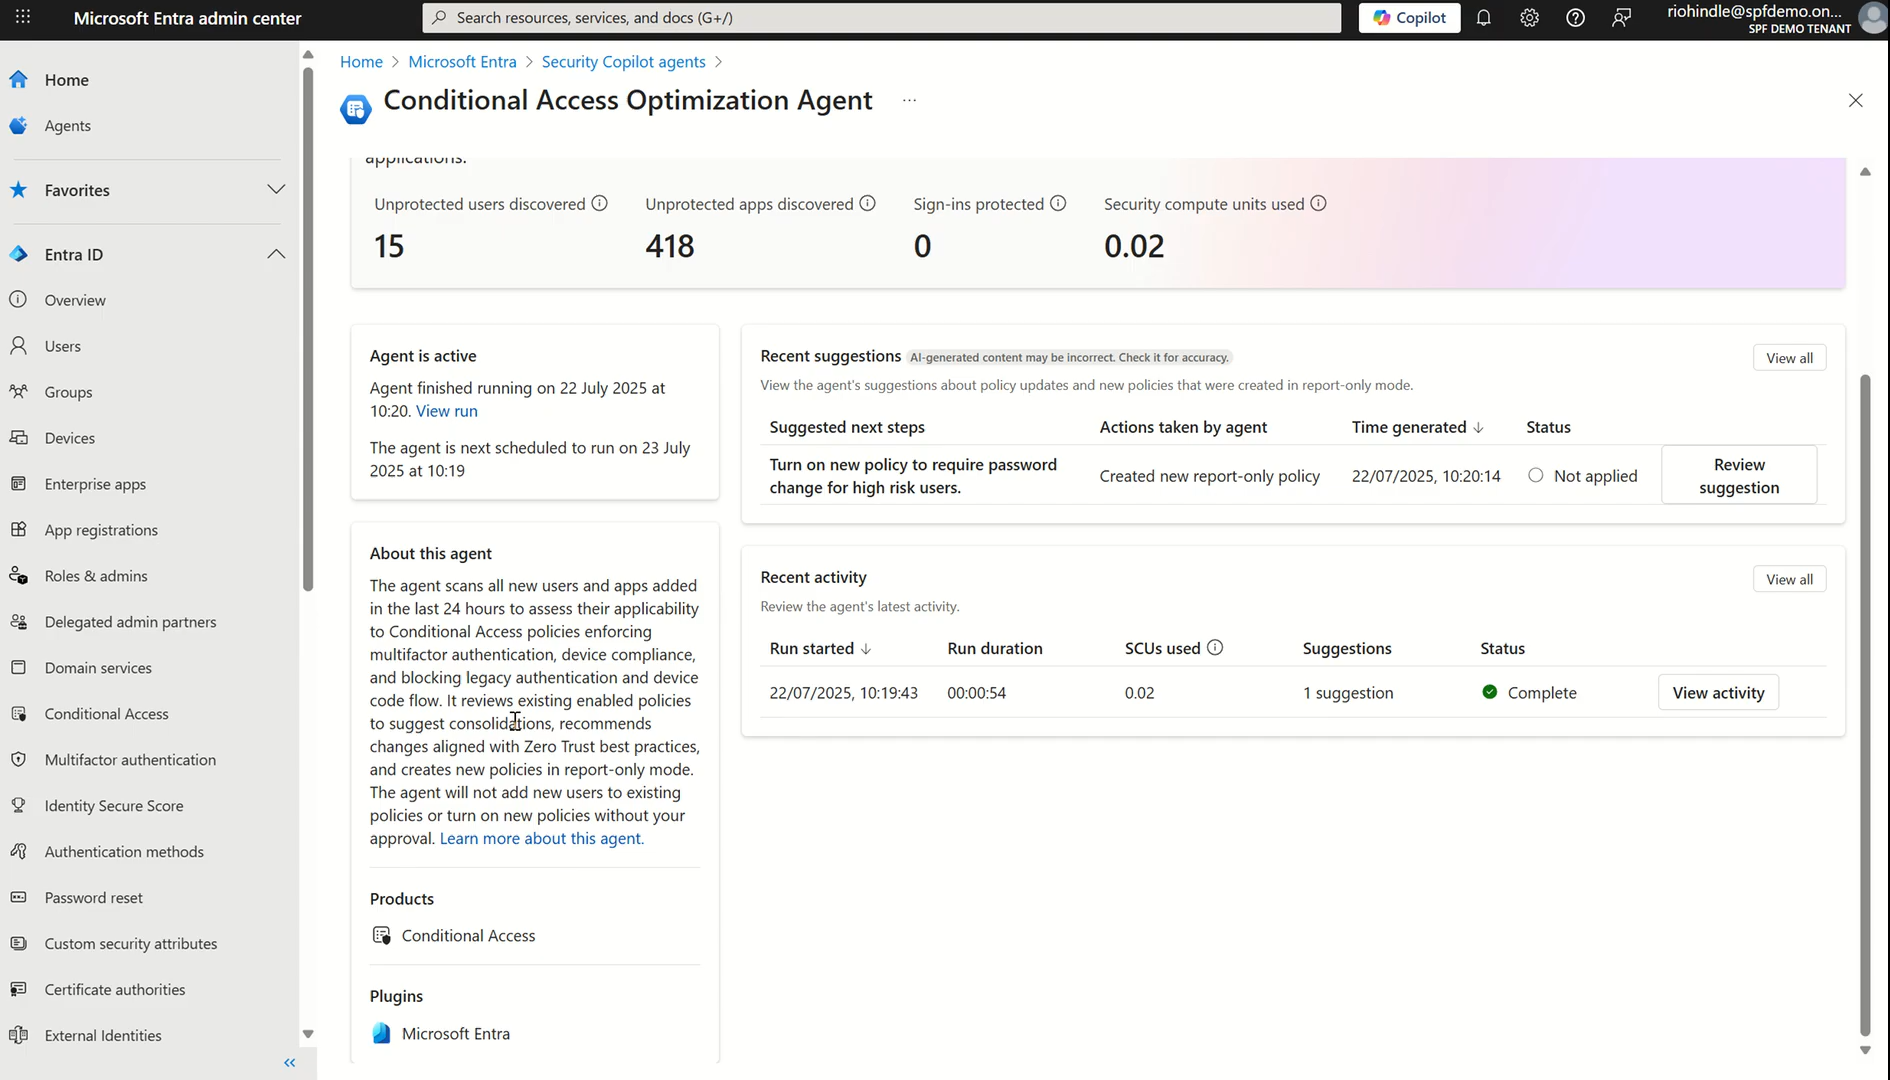 Microsoft Entra admin center
Search resources, services, and docs (G+/)
Copilot
riohindle@spfdemo.on...
SPF DEMO TENANT
Home
Agents
Favorites
Entra ID
Overview
Users
Groups
Devices
Enterprise apps
App registrations
Roles & admins
Delegated admin partners
Domain services
Conditional Access
Multifactor authentication
Identity Secure Score
Authentication methods
Password reset
Custom security attributes
Certificate authorities
External Identities
Home > Microsoft Entra > Security Copilot agents >
Conditional Access Optimization Agent ...
applications.
Unprotected users discovered
15
Unprotected apps discovered
418
Sign-ins protected
0
Security compute units used
0.02
Agent is active
Agent finished running on 22 July 2025 at
10:20. View run
The agent is next scheduled to run on 23 July
2025 at 10:19
About this agent
The agent scans all new users and apps added
in the last 24 hours to assess their applicability
to Conditional Access policies enforcing
multifactor authentication, device compliance,
and blocking legacy authentication and device
code flow. It reviews existing enabled policies
to suggest consolidations, recommends
changes aligned with Zero Trust best practices,
and creates new policies in report-only mode.
The agent will not add new users to existing
policies or turn on new policies without your
approval. Learn more about this agent.
Products
Conditional Access
Plugins
Microsoft Entra
Recent suggestions AI-generated content may be incorrect. Check it for accuracy.
View all
View the agent's suggestions about policy updates and new policies that were created in report-only mode.
Suggested next steps Actions taken by agent Time generated ↓ Status
Turn on new policy to require password
change for high risk users.
Created new report-only policy
22/07/2025, 10:20:14
Not applied
Review
suggestion
Recent activity
View all
Review the agent's latest activity.
Run started ↓ Run duration SCUs used Suggestions Status
22/07/2025, 10:19:43 00:00:54 0.02 1 suggestion Complete View activity